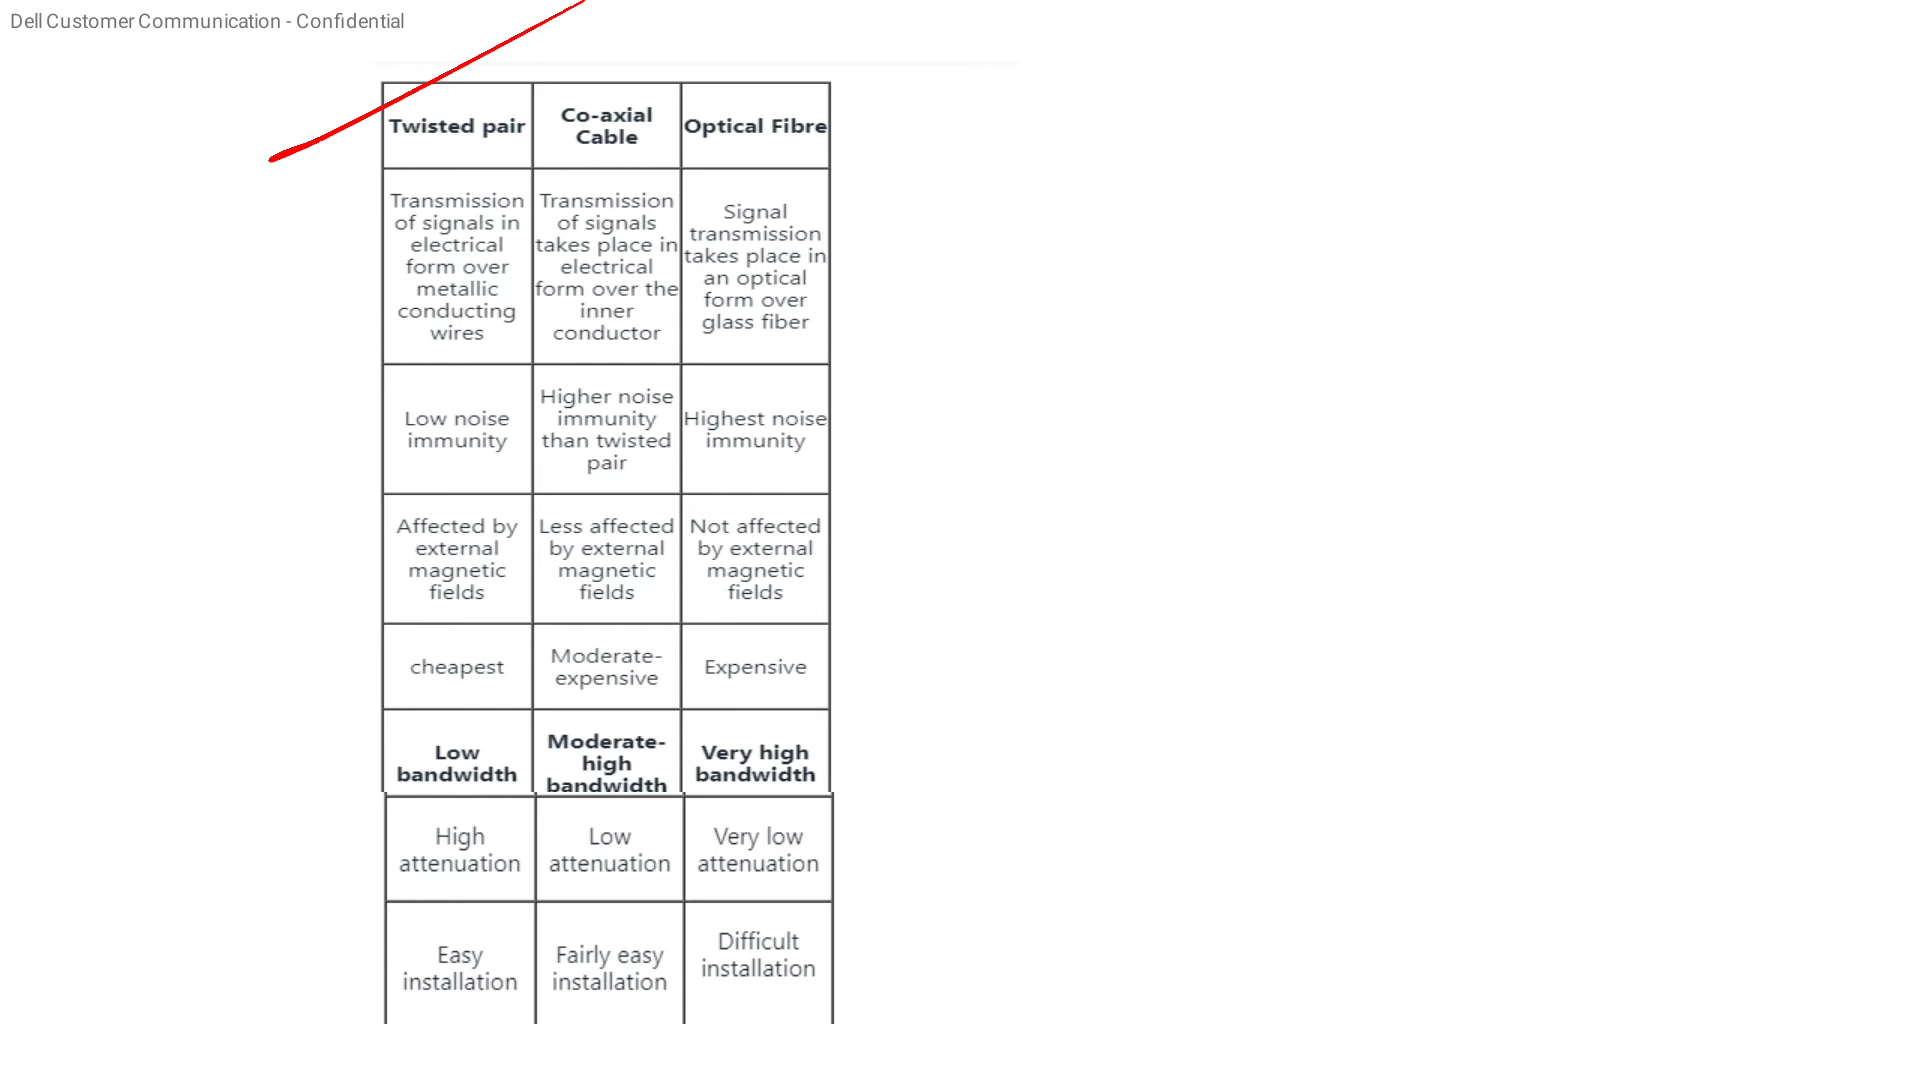 Dell Customer Communication - Confidential
Twisted pair
Co-axial
Cable
Optical Fibre
Transmission
of signals in
electrical
form over
metallic
conducting
wires
Transmission
of signals
takes place in
electrical
form over the
inner
conductor
Signal
transmission
takes place in
an optical
form over
glass fiber
Low noise
immunity
Higher noise
immunity
than twisted
pair
Highest noise
immunity
Affected by
external
magnetic
fields
Less affected
by external
magnetic
fields
Not affected
by external
magnetic
fields
cheapest
Moderate-
expensive
Expensive
Low
bandwidth
Moderate-
high
bandwidth
Very high
bandwidth
High
attenuation
Low
attenuation
Very low
attenuation
Easy
installation
Fairly easy
installation
Difficult
installation